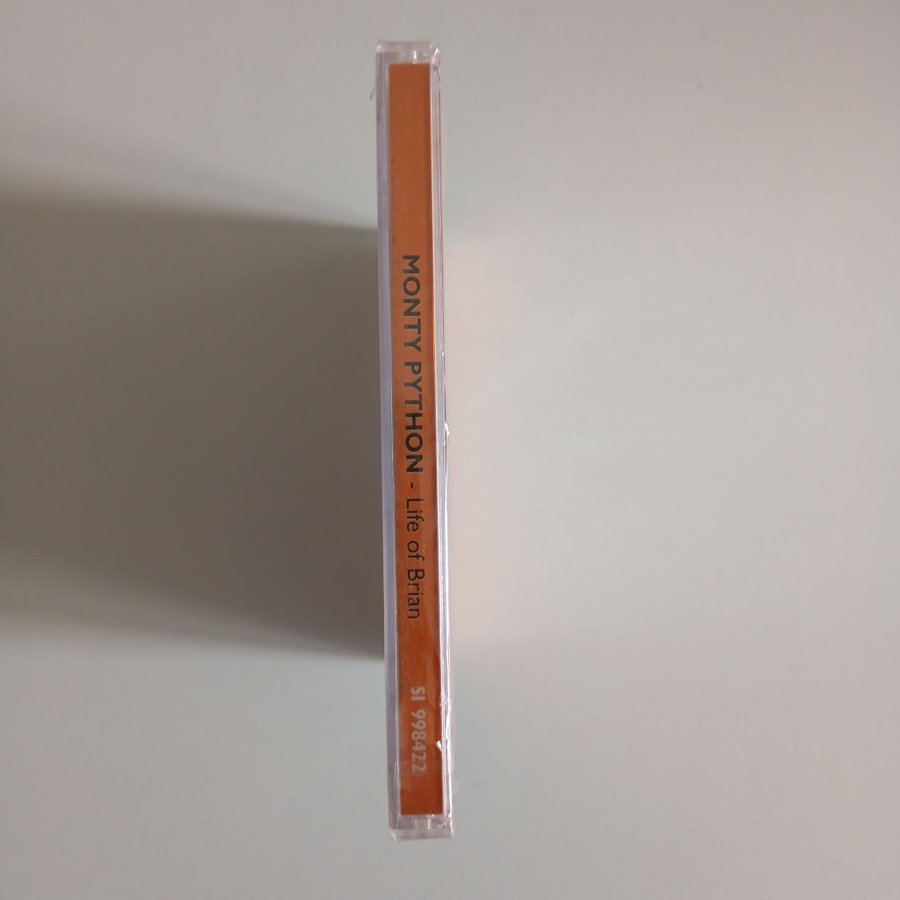 MONTY PYTHON - Life of Brian
SI 998422